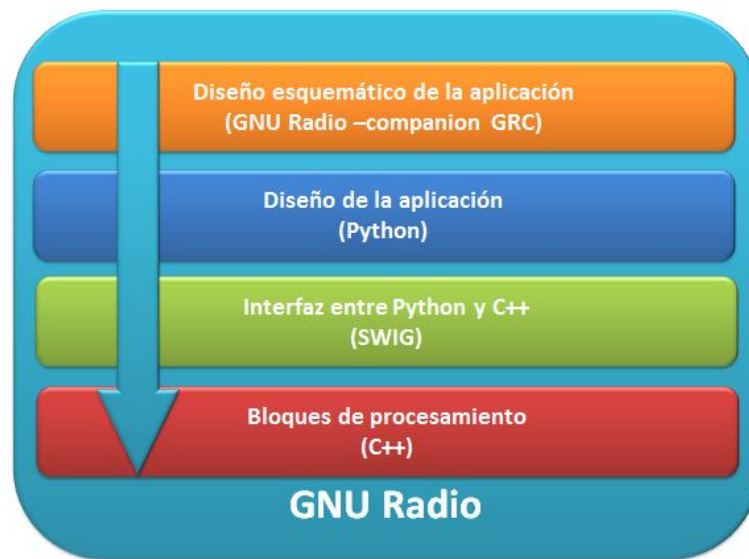 Diseño esquemático de la aplicación
(GNU Radio –companion GRC)
Diseño de la aplicación
(Python)
Interfaz entre Python y C++
(SWIG)
Bloques de procesamiento
(C++)
GNU Radio